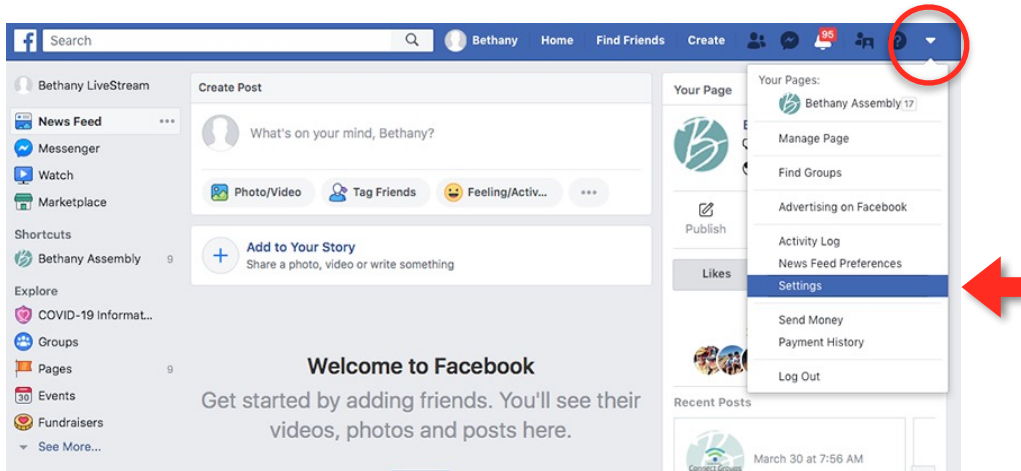 Search
Bethany Home Find Friends Create 95
Bethany LiveStream
News Feed
Messenger
Watch
Marketplace
Shortcuts
Bethany Assembly 9
Explore
COVID-19 Informat...
Groups
Pages 9
30 Events
Fundraisers
See More...
Create Post
What's on your mind, Bethany?
Photo/Video Tag Friends Feeling/Activ...
Add to Your Story
Share a photo, video or write something
Welcome to Facebook
Get started by adding friends. You'll see their
videos, photos and posts here.
Your Page
Publish
Likes
Recent Posts
Connect Groups
March 30 at 7:56 AM
Your Pages:
Bethany Assembly 17
Manage Page
Find Groups
Advertising on Facebook
Activity Log
News Feed Preferences
Settings
Send Money
Payment History
Log Out